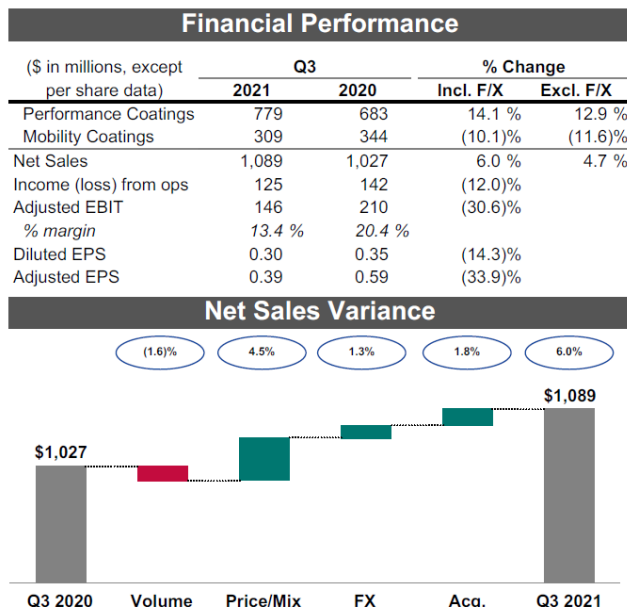 Financial Performance
($ in millions, except Q3 % Change
per share data) 2021 2020 Incl. F/X Excl. F/X
Performance Coatings 779 683 14.1 % 12.9 %
Mobility Coatings 309 344 (10.1)% (11.6)%
Net Sales 1,089 1,027 6.0 % 4.7 %
Income (loss) from ops 125 142 (12.0)%
Adjusted EBIT 146 210 (30.6)%
% margin 13.4 % 20.4 %
Diluted EPS 0.30 0.35 (14.3)%
Adjusted EPS 0.39 0.59 (33.9)%
Net Sales Variance
(1.6)% 4.5% 1.3% 1.8% 6.0%
$1,089
$1,027
Q3 2020 Volume Price/Mix FX Acq. Q3 2021